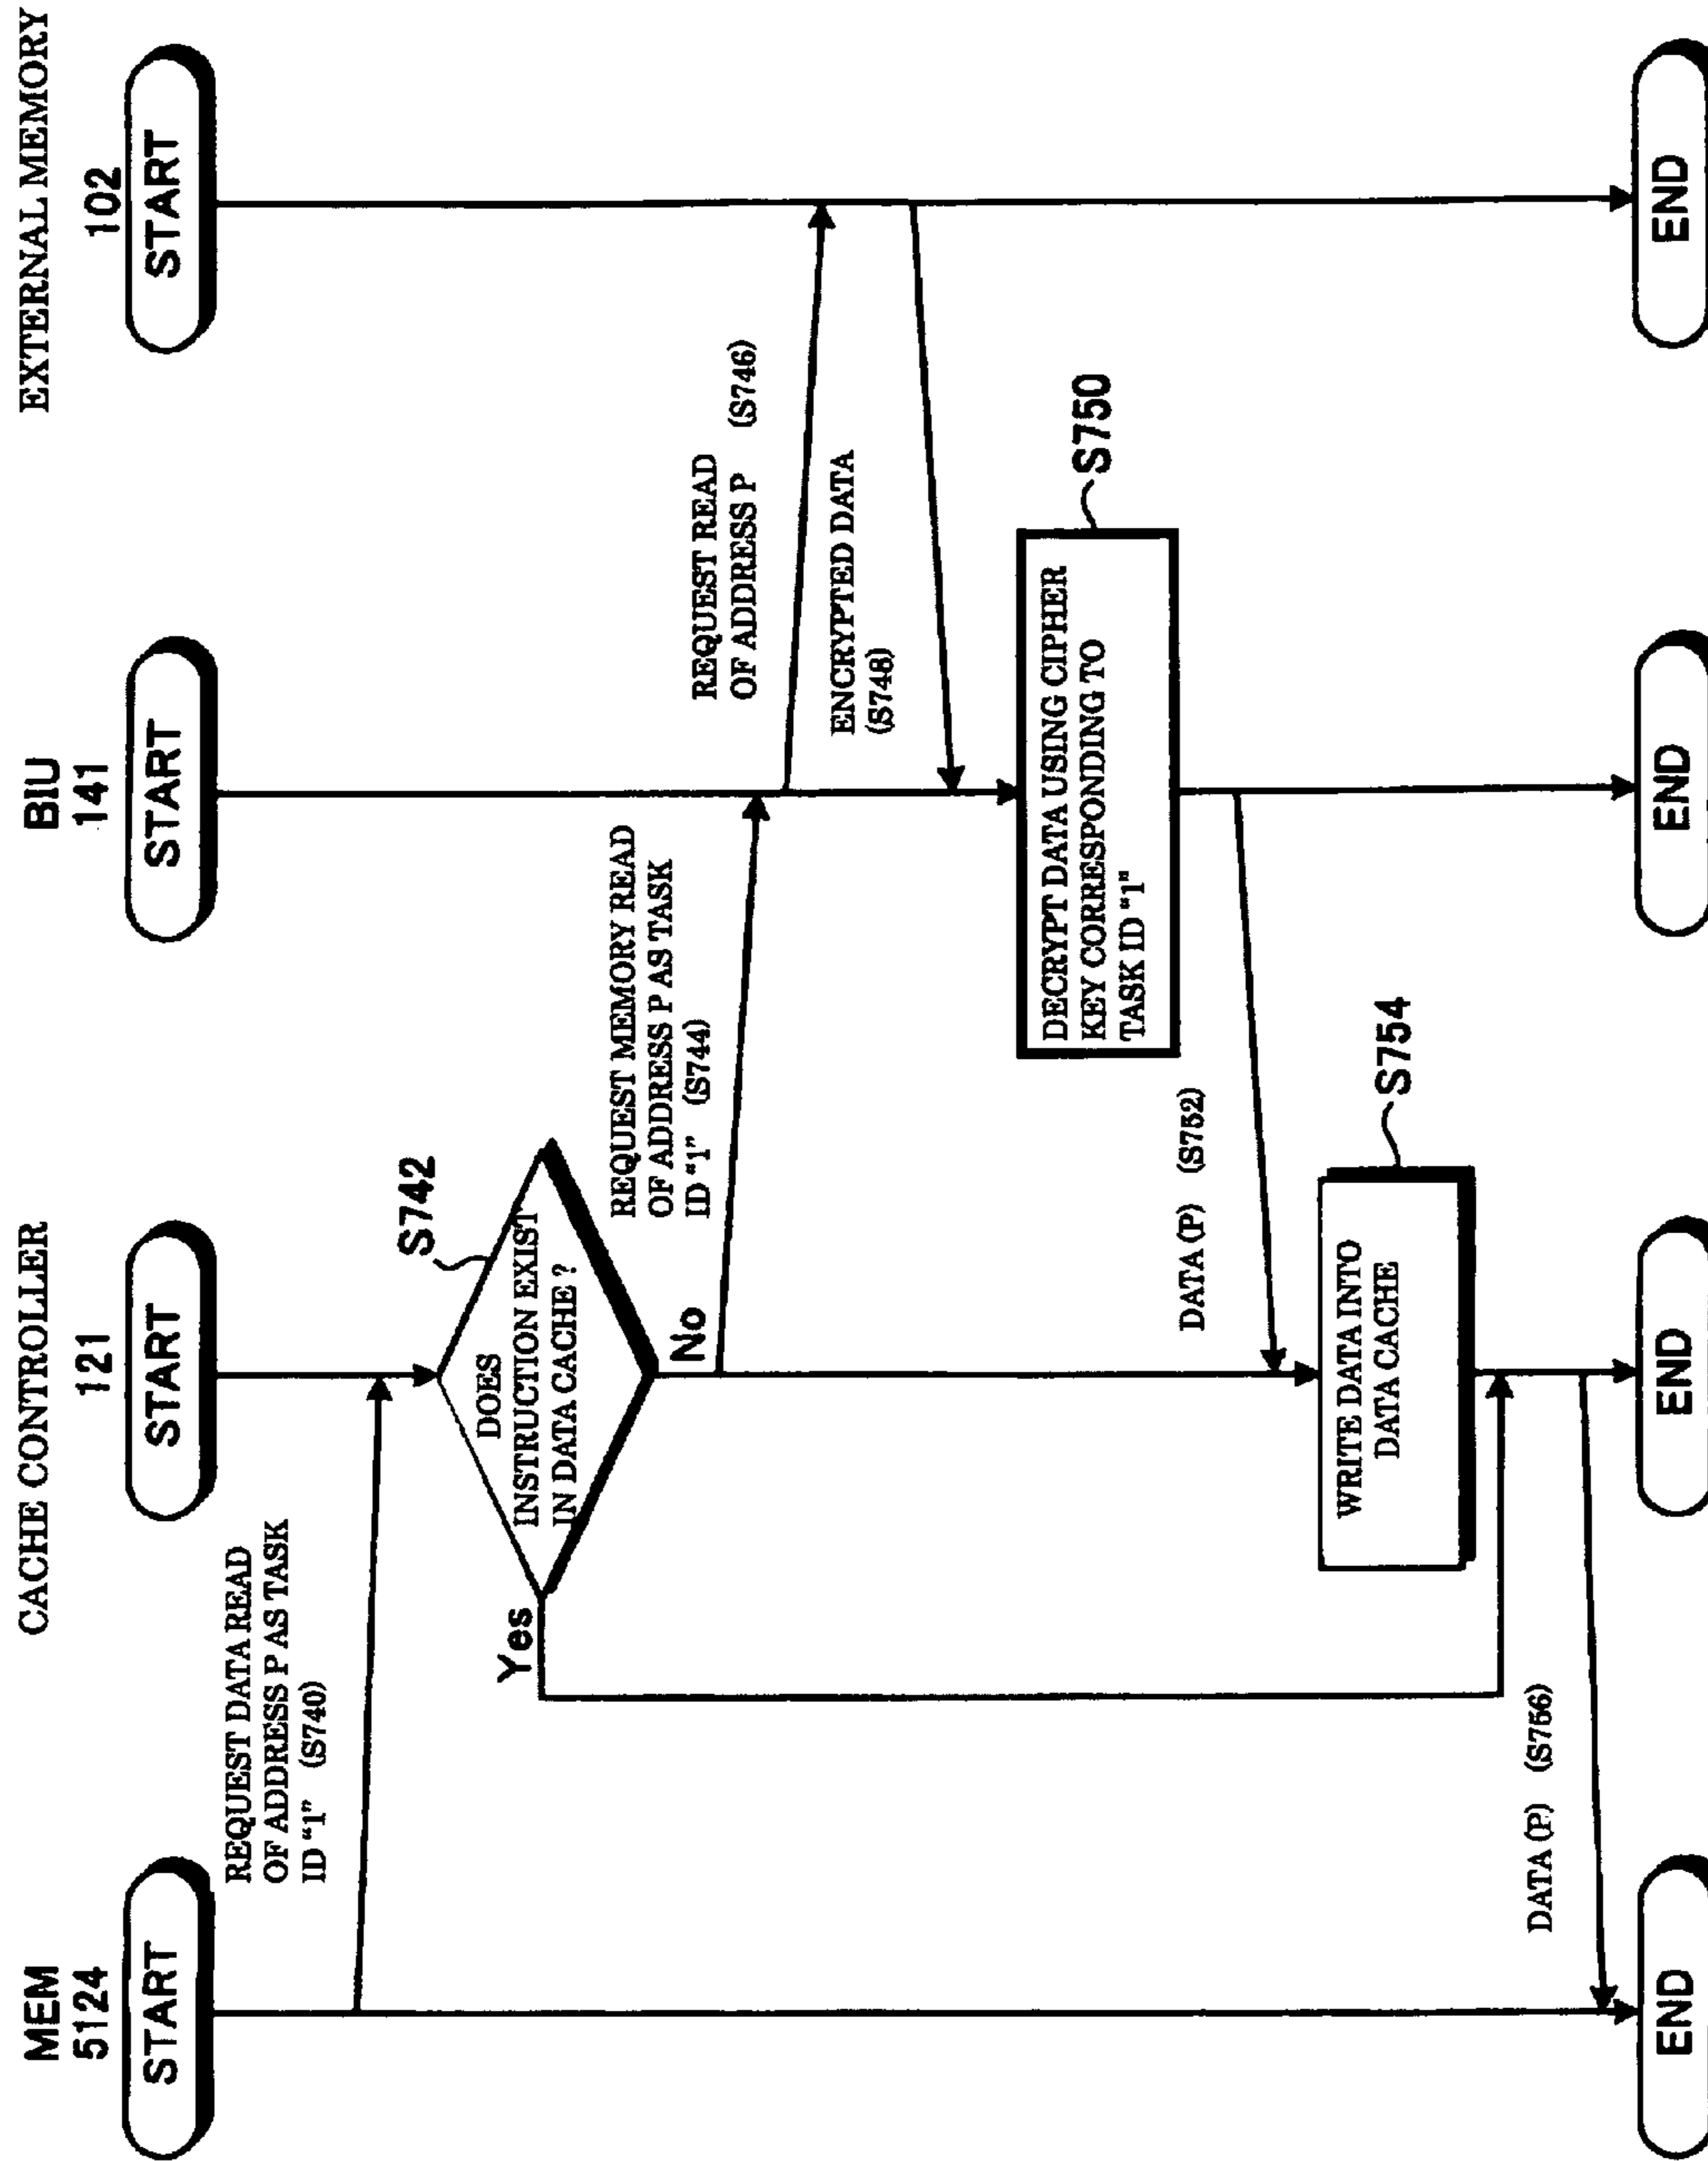 MEM
5124
START
CACHE CONTROLLER
121
START
BIU
141
START
EXTERNAL MEMORY
102
START
REQUEST DATA READ
OF ADDRESS P AS TASK
ID "1" (S740)
S742
DOES
INSTRUCTION EXIST
IN DATA CACHE ?
Yes
No
REQUEST MEMORY READ
OF ADDRESS P AS TASK
ID "1" (S744)
REQUEST READ
OF ADDRESS P (S746)
ENCRYPTED DATA
(S748)
S750
DECRYPT DATA USING CIPHER
KEY CORRESPONDING TO
TASK ID "1"
DATA (P) (S752)
S754
WRITE DATA INTO
DATA CACHE
DATA (P) (S756)
END
END
END
END